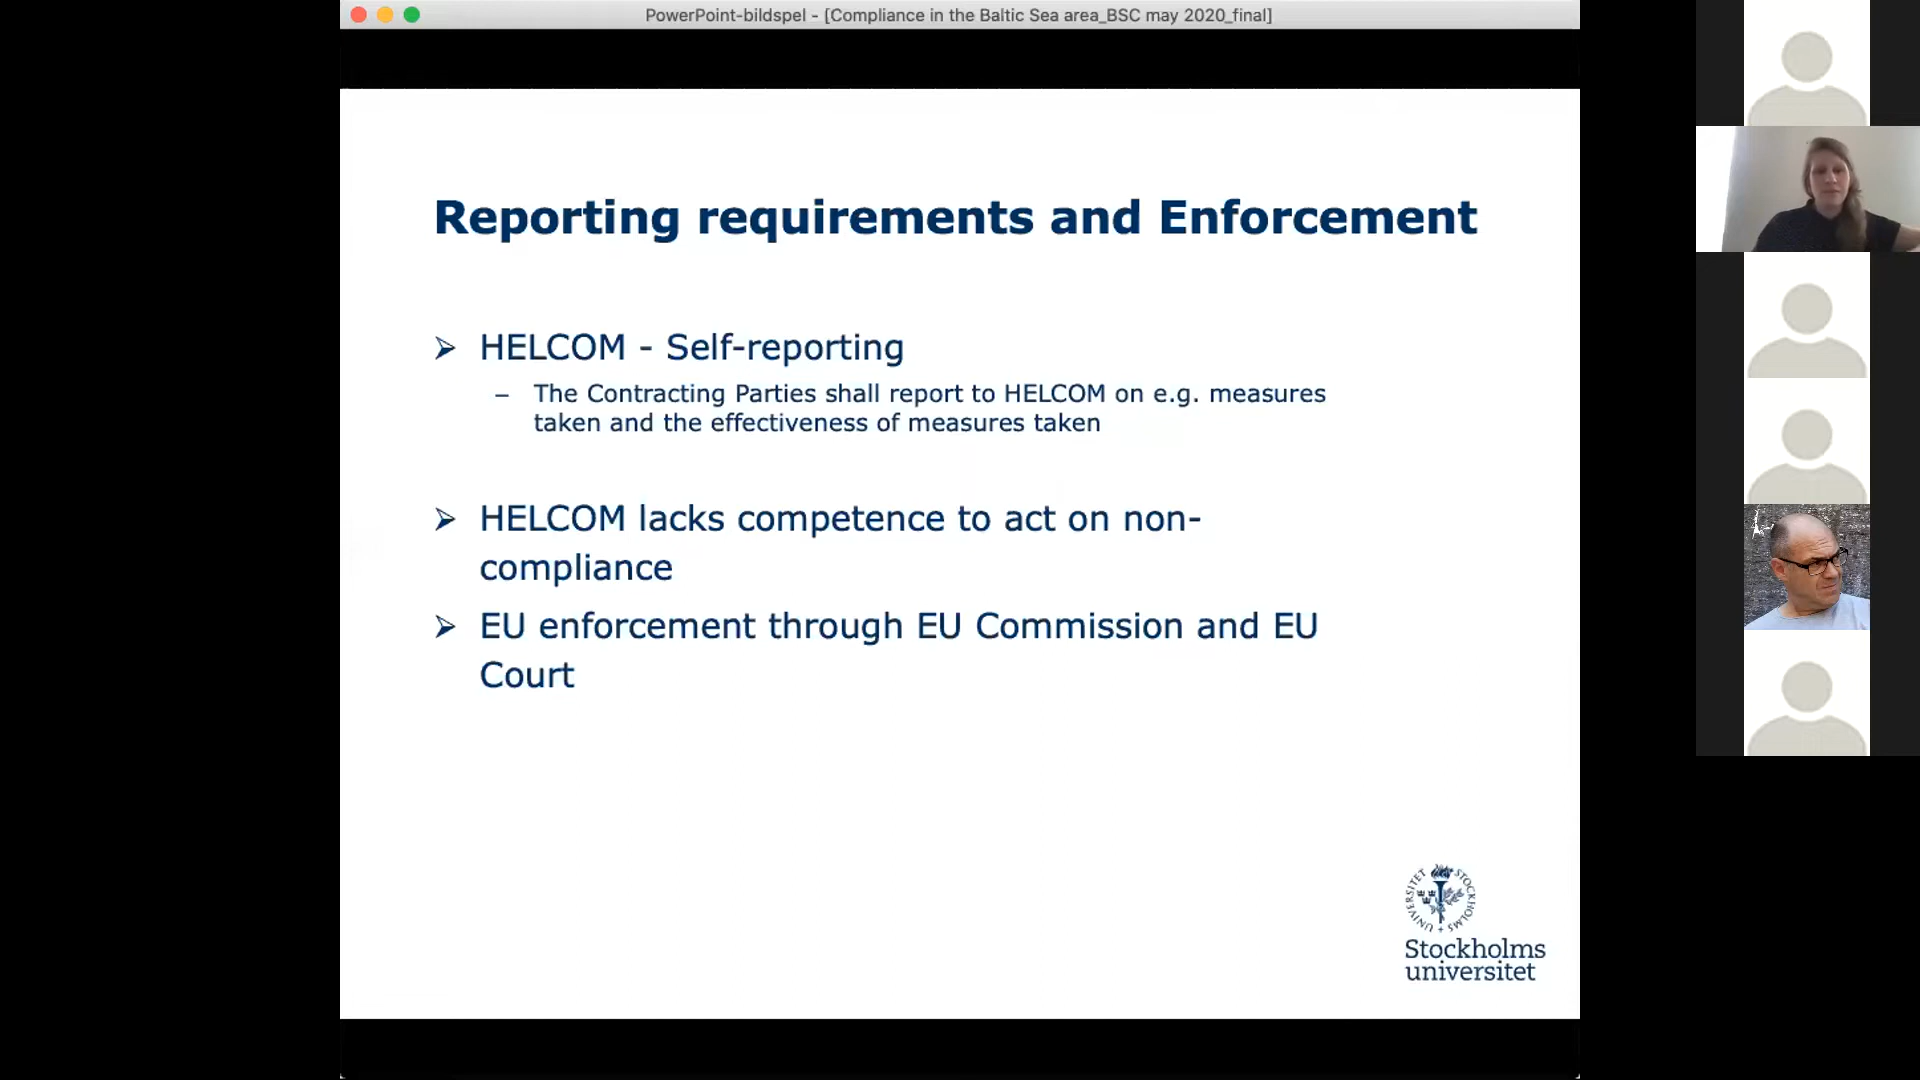 PowerPoint-bildspel - [Compliance in the Baltic Sea area_BSC may 2020_final]
Reporting requirements and Enforcement
➢ HELCOM - Self-reporting
– The Contracting Parties shall report to HELCOM on e.g. measures
taken and the effectiveness of measures taken
➢ HELCOM lacks competence to act on non-
compliance
➢ EU enforcement through EU Commission and EU
Court
STOCKHOLMS UNIVERSITET
Stockholms
universitet